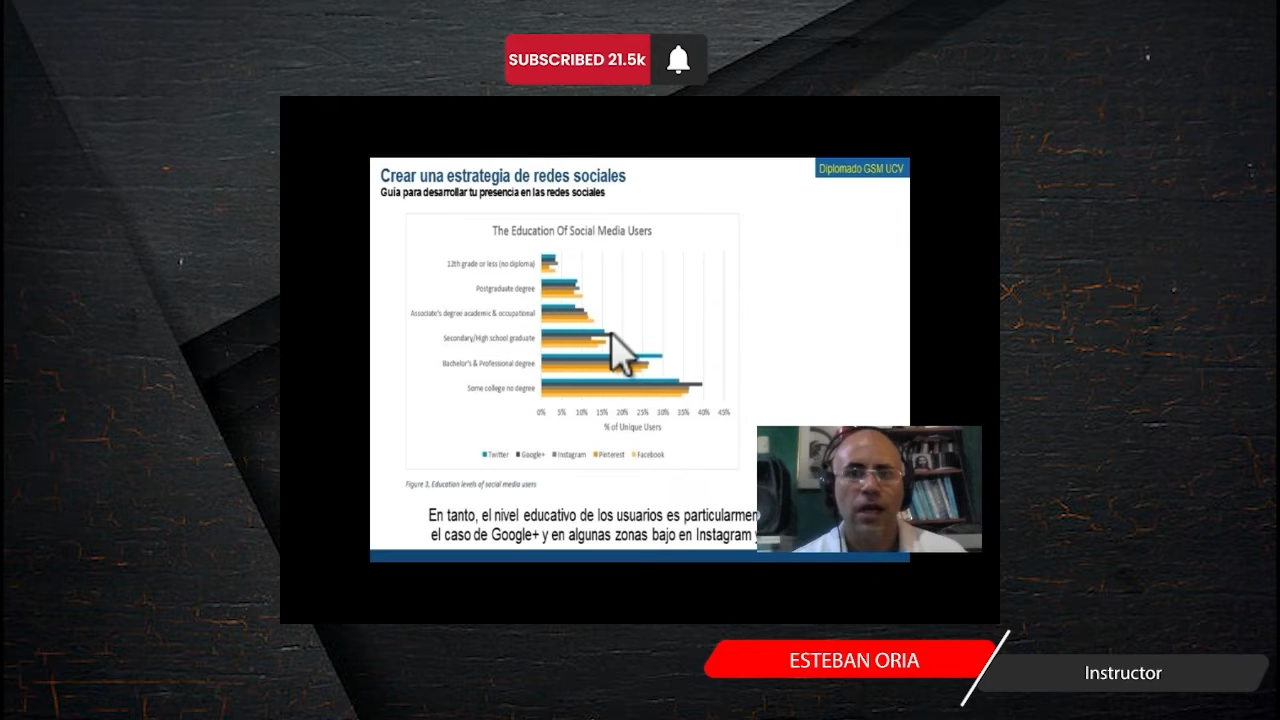 SUBSCRIBED 21.5k
Crear una estrategia de redes sociales
Diplomado GSM UCV
Guía para desarrollar tu presencia en las redes sociales
The Education Of Social Media Users
12th grade or less (no diploma)
Postgraduate degree
Associate's degree academic & occupational
Secondary/High school graduate
Bachelor's & Professional degree
Some college no degree
0% 5% 10% 15% 20% 25% 30% 35% 40% 45%
% of Unique Users
Twitter Google+ Instagram Pinterest Facebook
Figure 3, Education levels of social media users
En tanto, el nivel educativo de los usuarios es particularmen
el caso de Google+ y en algunas zonas bajo en Instagram
ESTEBAN ORIA
Instructor